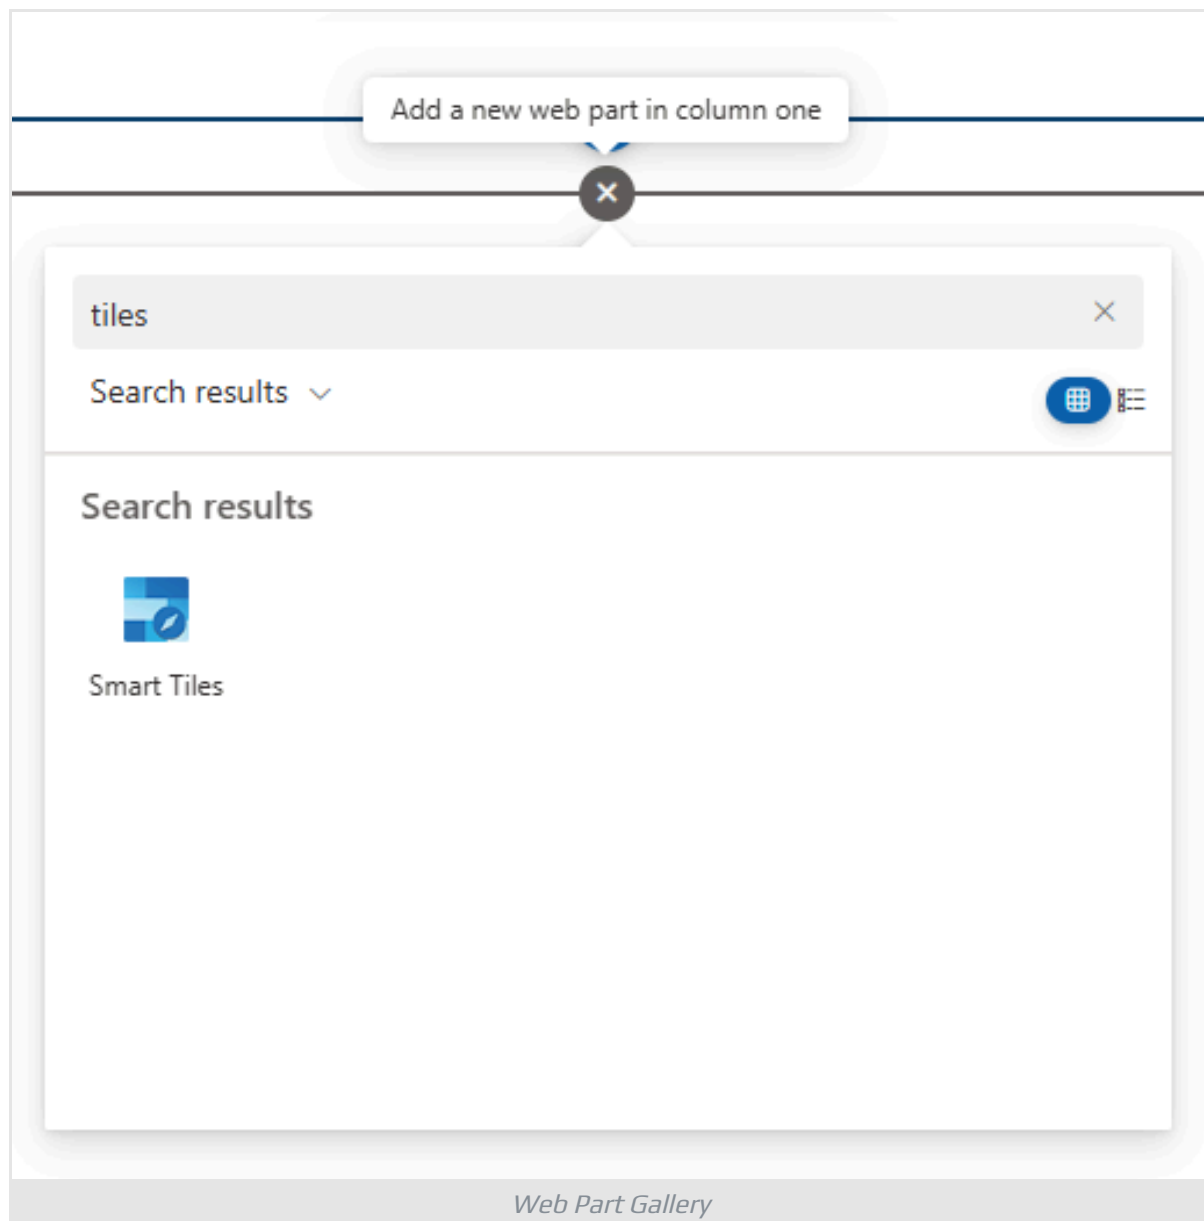 Add a new web part in column one
tiles
Search results
Search results
Smart Tiles
Web Part Gallery